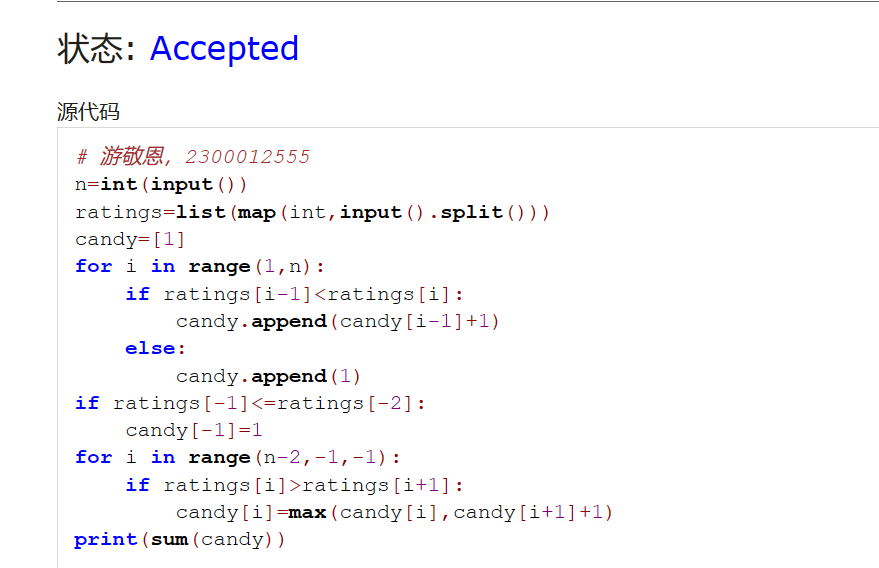 状态: Accepted
源代码
# 游敬恩, 2300012555
n=int(input())
ratings=list(map(int,input().split()))
candy=[1]
for i in range(1,n):
    if ratings[i-1]<ratings[i]:
        candy.append(candy[i-1]+1)
    else:
        candy.append(1)
if ratings[-1]<=ratings[-2]:
    candy[-1]=1
for i in range(n-2,-1,-1):
    if ratings[i]>ratings[i+1]:
        candy[i]=max(candy[i],candy[i+1]+1)
print(sum(candy))